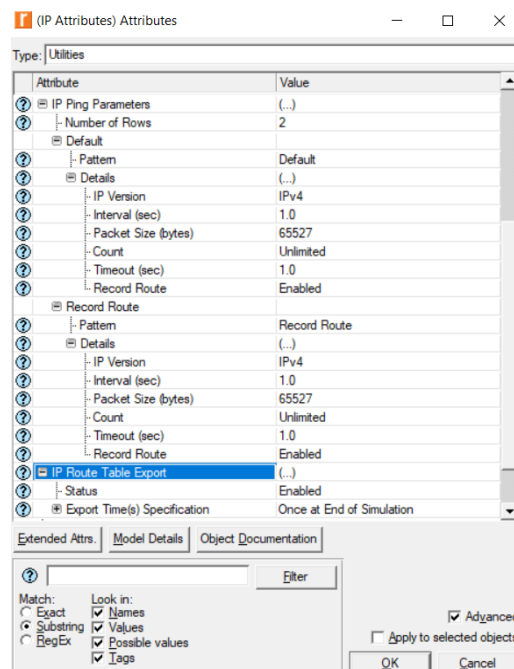 (IP Attributes) Attributes
Type: Utilities
Attribute Value
IP Ping Parameters (...)
Number of Rows 2
Default
Pattern Default
Details (...)
IP Version IPv4
Interval (sec) 1.0
Packet Size (bytes) 65527
Count Unlimited
Timeout (sec) 1.0
Record Route Enabled
Record Route
Pattern Record Route
Details (...)
IP Version IPv4
Interval (sec) 1.0
Packet Size (bytes) 65527
Count Unlimited
Timeout (sec) 1.0
Record Route Enabled
IP Route Table Export (...)
Status Enabled
Export Time(s) Specification Once at End of Simulation
Extended Attrs. Model Details Object Documentation
Filter
Match: Look in:
Exact Names
Substring Values
RegEx Possible values
Tags
Advanced
Apply to selected objects
OK Cancel